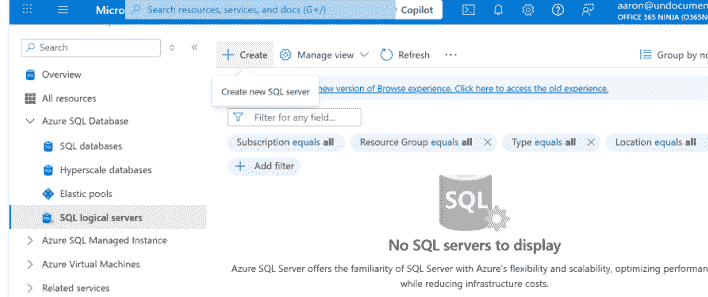 Micro
Search resources, services, and docs (G+/)
Copilot
aaron@undocumen
OFFICE 365 NINJA (O365N
Search
Overview
All resources
Azure SQL Database
SQL databases
Hyperscale databases
Elastic pools
SQL logical servers
Azure SQL Managed Instance
Azure Virtual Machines
Related services
Create
Manage view
Refresh
Group by no
Create new SQL server
new version of Browse experience. Click here to access the old experience.
Filter for any field...
Subscription equals all
Resource Group equals all
Type equals all
Location equals all
Add filter
SQL
No SQL servers to display
Azure SQL Server offers the familiarity of SQL Server with Azure's flexibility and scalability, optimizing performan
while reducing infrastructure costs.